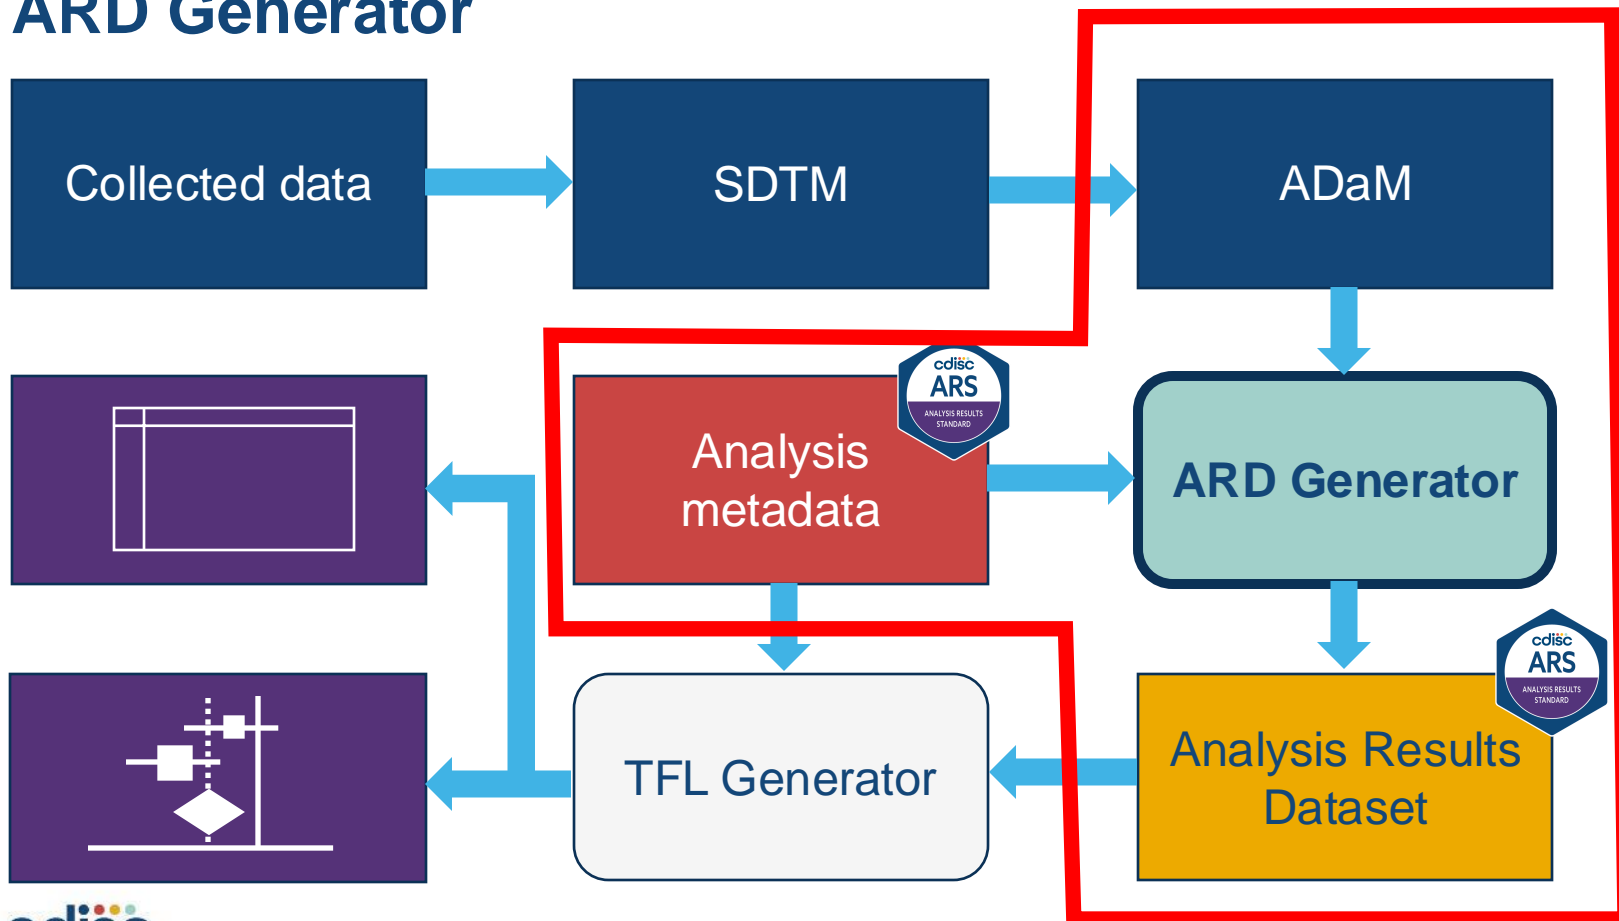 ARD Generator
Collected data
SDTM
ADaM
cdisc
ARS
ANALYSIS RESULTS
STANDARD
Analysis
metadata
ARD Generator
cdisc
ARS
ANALYSIS RESULTS
STANDARD
TFL Generator
Analysis Results
Dataset
cdisc